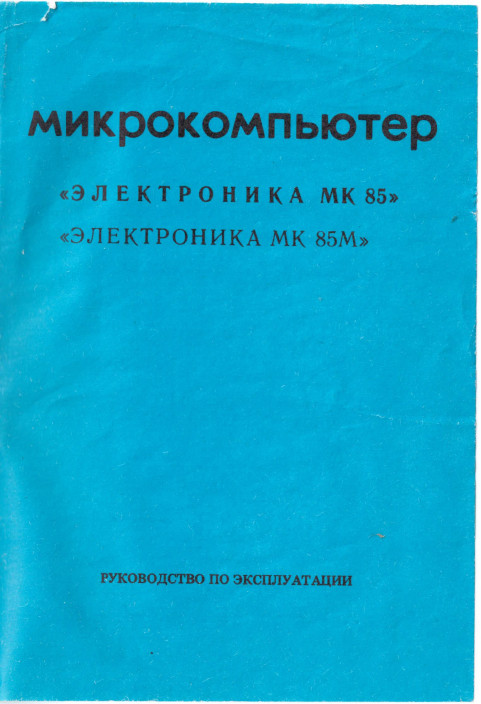 микрокомпьютер
«ЭЛЕКТРОНИКА МК 85»
«ЭЛЕКТРОНИКА МК 85М»
РУКОВОДСТВО ПО ЭКСПЛУАТАЦИИ